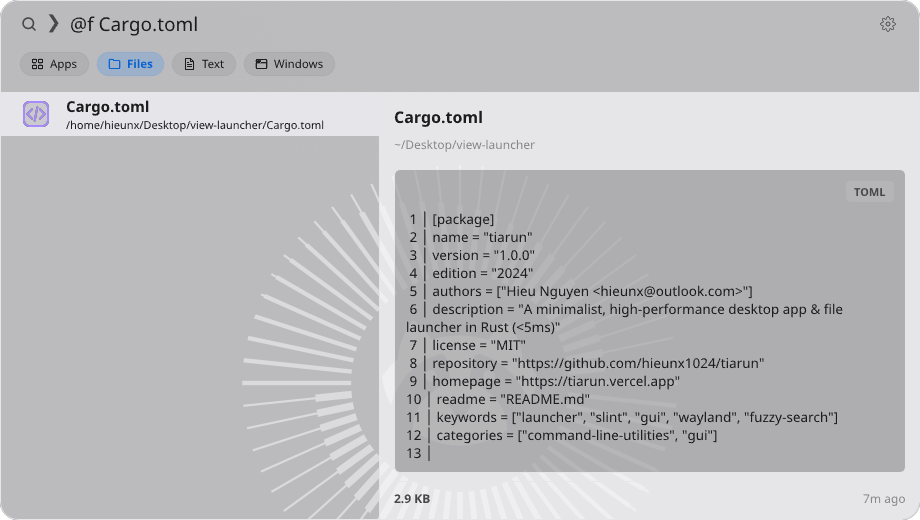 @f Cargo.toml
Apps
Files
Text
Windows
Cargo.toml
/home/hieunx/Desktop/view-launcher/Cargo.toml
Cargo.toml
~/Desktop/view-launcher
TOML
1 | [package]
2 | name = "tiarun"
3 | version = "1.0.0"
4 | edition = "2024"
5 | authors = ["Hieu Nguyen <hieunx@outlook.com>"]
6 | description = "A minimalist, high-performance desktop app & file
launcher in Rust (<5ms)"
7 | license = "MIT"
8 | repository = "https://github.com/hieunx1024/tiarun"
9 | homepage = "https://tiarun.vercel.app"
10 | readme = "README.md"
11 | keywords = ["launcher", "slint", "gui", "wayland", "fuzzy-search"]
12 | categories = ["command-line-utilities", "gui"]
13 |
2.9 KB
7m ago